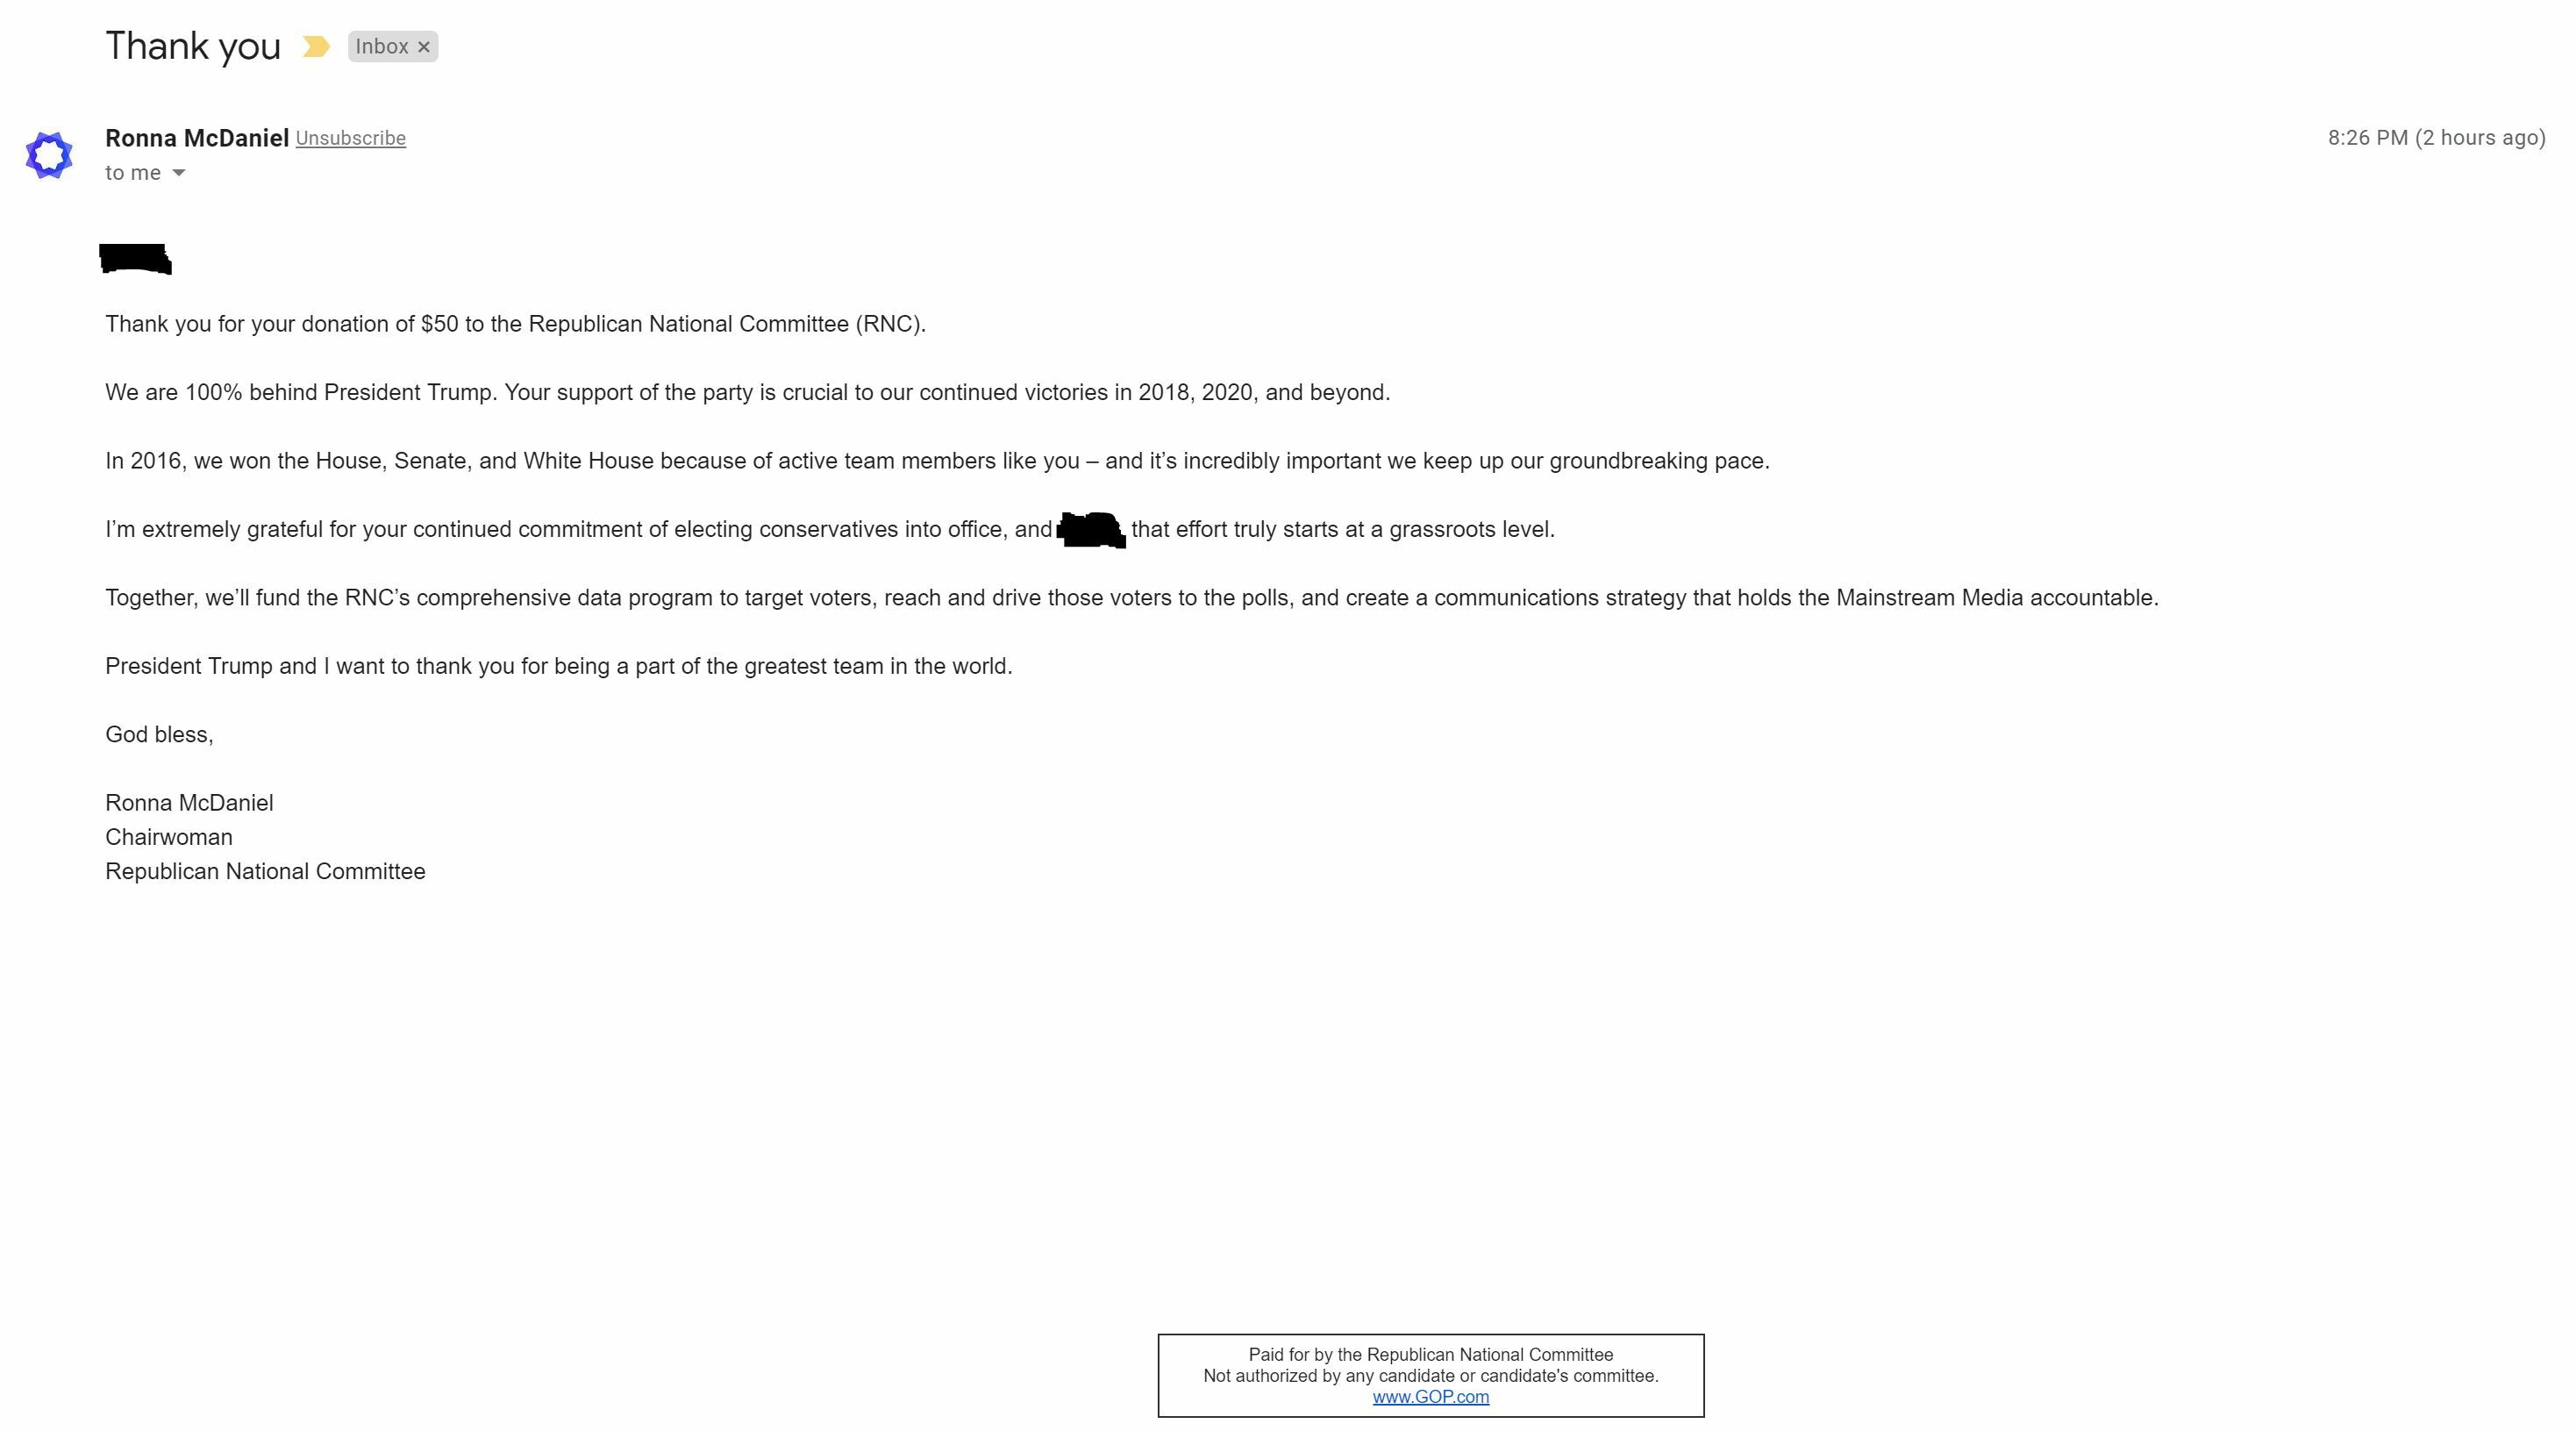 Thank you Inbox ×
Ronna McDaniel Unsubscribe 8:26 PM (2 hours ago)
to me
Thank you for your donation of $50 to the Republican National Committee (RNC).
We are 100% behind President Trump. Your support of the party is crucial to our continued victories in 2018, 2020, and beyond.
In 2016, we won the House, Senate, and White House because of active team members like you – and it’s incredibly important we keep up our groundbreaking pace.
I’m extremely grateful for your continued commitment of electing conservatives into office, and that effort truly starts at a grassroots level.
Together, we’ll fund the RNC’s comprehensive data program to target voters, reach and drive those voters to the polls, and create a communications strategy that holds the Mainstream Media accountable.
President Trump and I want to thank you for being a part of the greatest team in the world.
God bless,
Ronna McDaniel
Chairwoman
Republican National Committee
Paid for by the Republican National Committee
Not authorized by any candidate or candidate's committee.
www.GOP.com